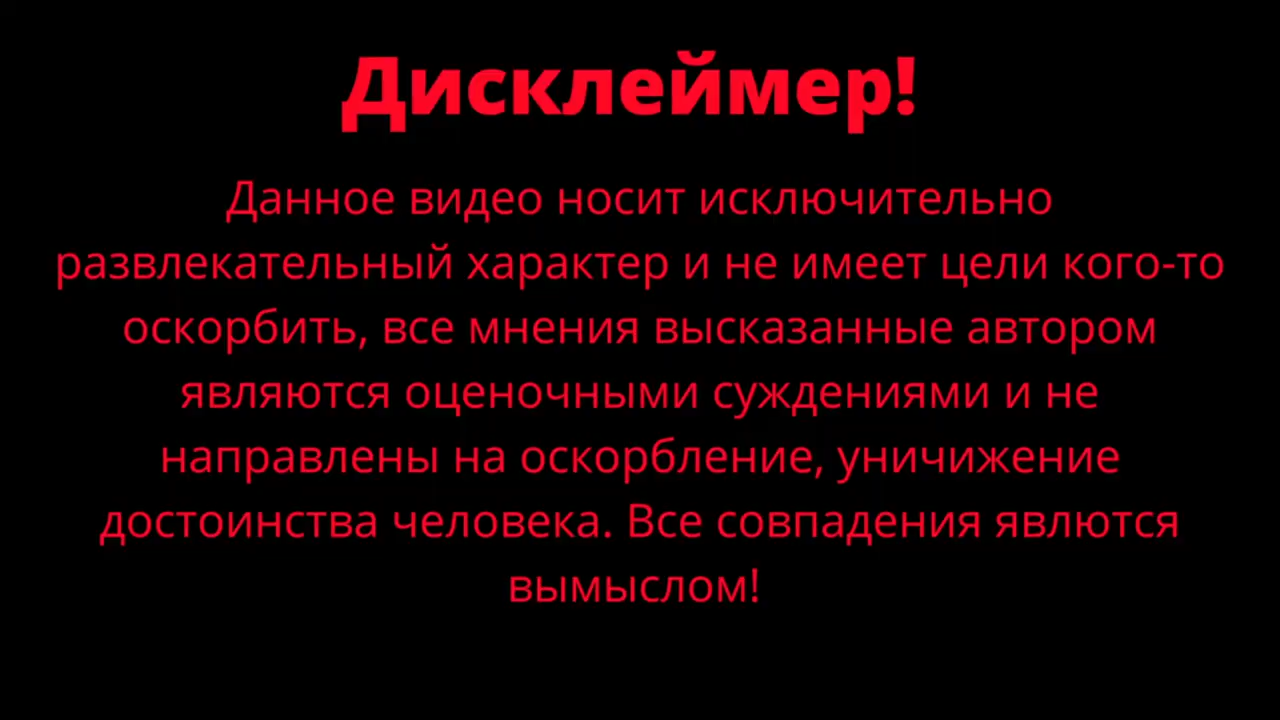 Дисклеймер!
Данное видео носит исключительно
развлекательный характер и не имеет цели кого-то
оскорбить, все мнения высказанные автором
являются оценочными суждениями и не
направлены на оскорбление, уничижение
достоинства человека. Все совпадения явлются
вымыслом!